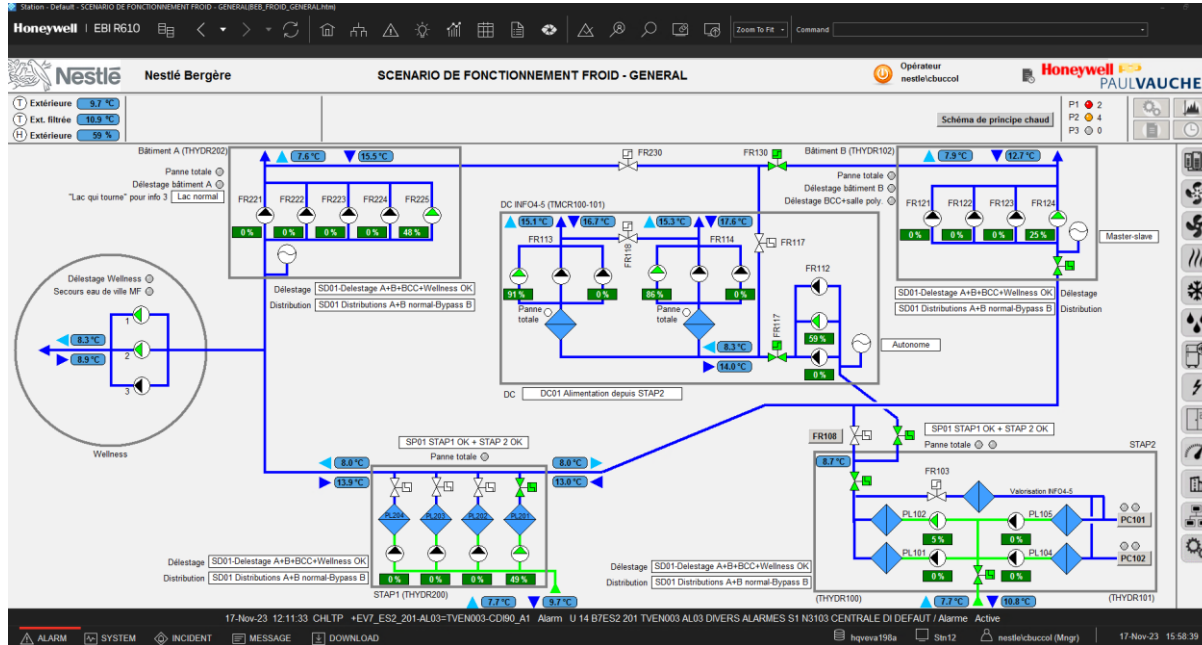 Station - Default - SCENARIO DE FONCTIONNEMENT FROID - GENERAL(BEB_FROID_GENERAL.htm)
Honeywell | EBI R610
Zoom To Fit
Command
Nestlé
Nestlé Bergère
SCENARIO DE FONCTIONNEMENT FROID - GENERAL
Opérateur
nestle\cbuccol
Honeywell
PAULVAUCHE
T Extérieure 9.7 °C
T Ext. filtrée 10.9 °C
H Extérieure 59 %
Schéma de principe chaud
P1 2
P2 4
P3 0
Bâtiment A (THYDR202)
7.6°C 15.5°C
Panne totale
Délestage bâtiment A
"Lac qui tourne" pour info 3 Lac normal
FR221 FR222 FR223 FR224 FR225
0 % 0 % 0 % 0 % 48 %
Délestage SD01-Delestage A+B+BCC+Wellness OK
Distribution SD01 Distributions A+B normal-Bypass B
FR230
FR130
Bâtiment B (THYDR102)
7.9°C 12.7°C
Panne totale
Délestage bâtiment B
Délestage BCC+salle poly.
FR121 FR122 FR123 FR124
0 % 0 % 0 % 25 %
Master-slave
SD01-Delestage A+B+BCC+Wellness OK Délestage
SD01 Distributions A+B normal-Bypass B Distribution
DC INFO4-5 (TMCR100-101)
15.1°C 16.7°C 15.3°C 17.6°C
FR113
FR118
FR114
FR117
91 % 0 % 86 % 0 %
Panne totale
Panne totale
FR112
FR117
59 %
0 %
8.3°C
14.0°C
Autonome
DC DC01 Alimentation depuis STAP2
Délestage Wellness
Secours eau de ville MF
1
2
3
8.3°C
8.9°C
Wellness
SP01 STAP1 OK + STAP 2 OK
Panne totale
8.0°C 8.0°C
13.9°C 13.0°C
PL204 PL203 PL202 PL201
0 % 0 % 0 % 49 %
Délestage SD01-Delestage A+B+BCC+Wellness OK
Distribution SD01 Distributions A+B normal-Bypass B
STAP1 (THYDR200)
7.7°C 9.7°C
FR108
SP01 STAP1 OK + STAP 2 OK
Panne totale
STAP2
8.7°C
FR103
Valorisation INFO4-5
PL102 PL105
5 % 0 %
PC101
PL101 PL104
0 % 0 %
PC102
Délestage SD01-Delestage A+B+BCC+Wellness OK
Distribution SD01 Distributions A+B normal-Bypass B
(THYDR100)
7.7°C 10.8°C
(THYDR101)
17-Nov-23 12:11:33 CHLTP +EV7_ES2_201-AL03=TVEN003-CDI90_A1 Alarm U 14 B7ES2 201 TVEN003 AL03 DIVERS ALARMES S1 N3103 CENTRALE DI DEFAUT / Alarme Active
ALARM SYSTEM INCIDENT MESSAGE DOWNLOAD
hqveva198a Stn12 nestle\cbuccol (Mngr) 17-Nov-23 15:58:39